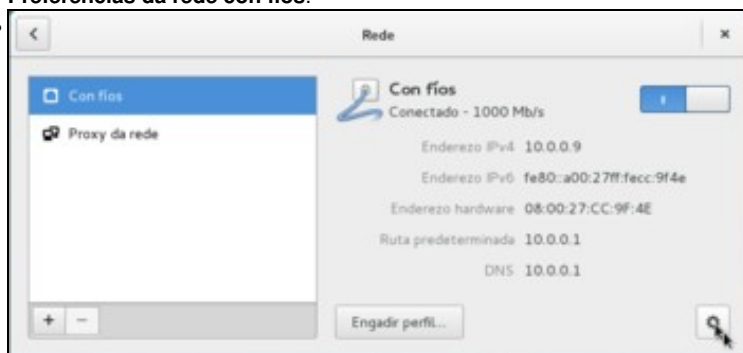 Preferencias da rede con fíos.
Rede
Con fíos
Proxy da rede
Con fíos
Conectado - 1000 Mb/s
Enderezo IPv4 10.0.0.9
Enderezo IPv6 fe80::a00:27ff:fecc:9f4e
Enderezo hardware 08:00:27:CC:9F:4E
Ruta predeterminada 10.0.0.1
DNS 10.0.0.1
Engadir perfil...